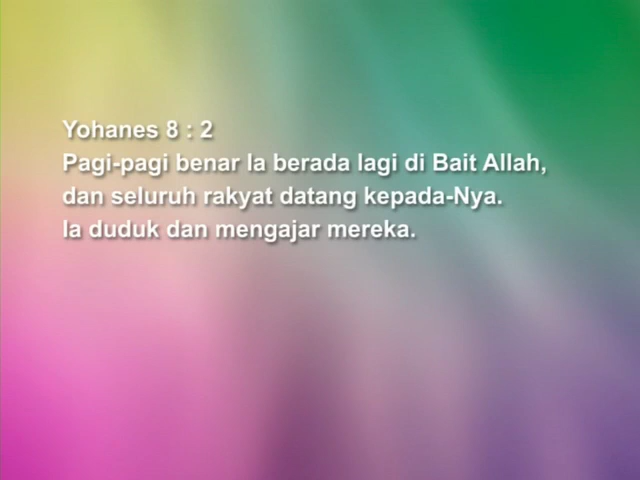 Yohanes 8 : 2
Pagi-pagi benar Ia berada lagi di Bait Allah,
dan seluruh rakyat datang kepada-Nya.
Ia duduk dan mengajar mereka.